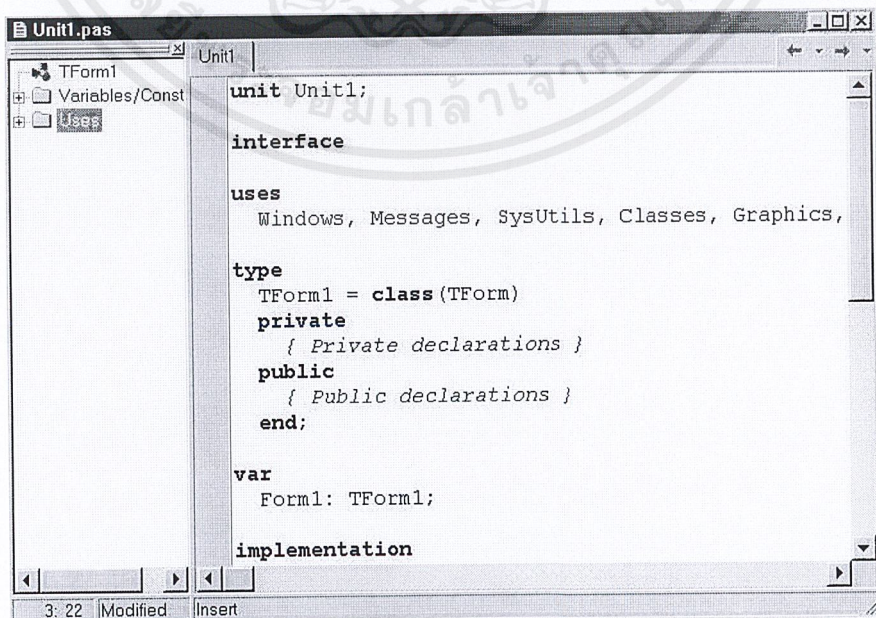 Unit1.pas
TForm1
Variables/Const
Uses
Unit1
unit Unit1;
interface
uses
Windows, Messages, SysUtils, Classes, Graphics,
type
TForm1 = class(TForm)
private
{ Private declarations }
public
{ Public declarations }
end;
var
Form1: TForm1;
implementation
3: 22 Modified Insert